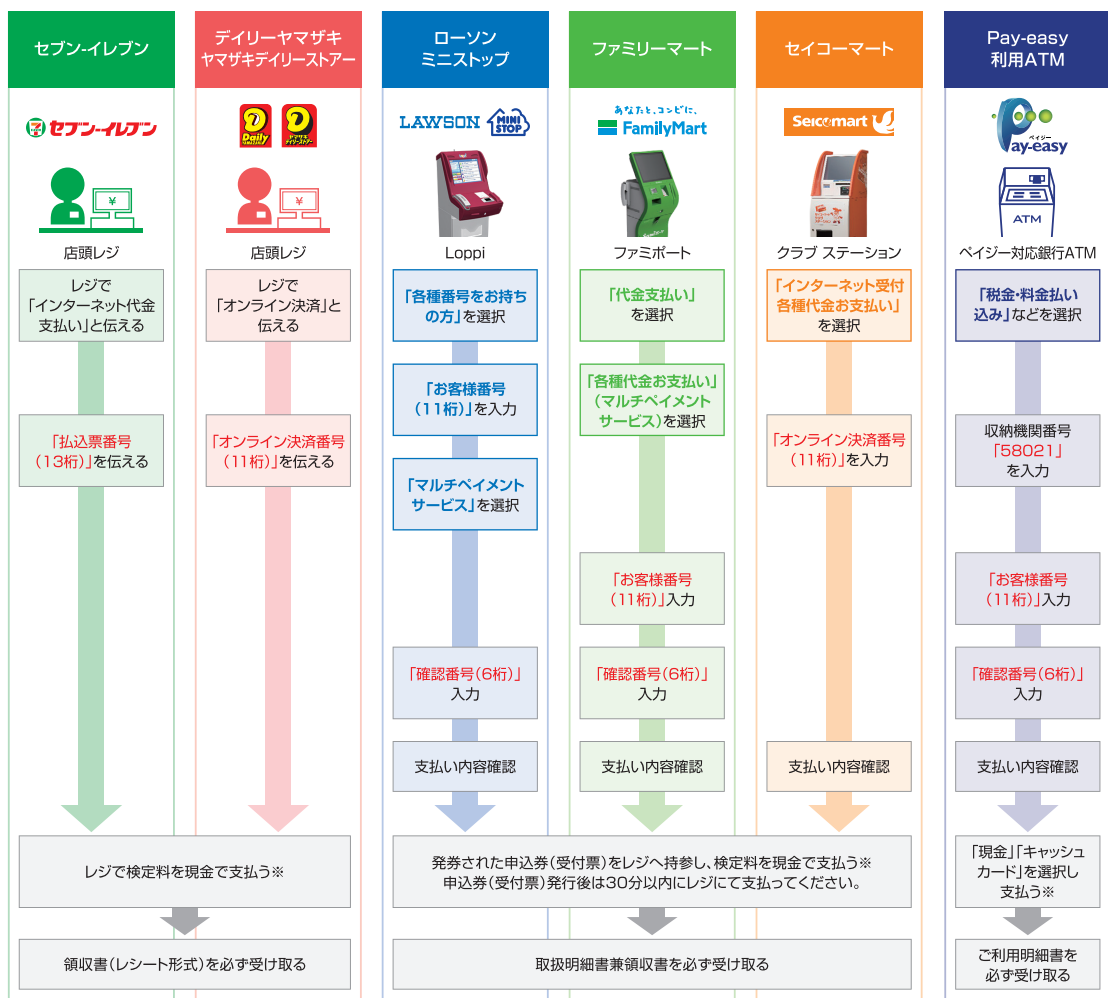 セブン-イレブン
デイリーヤマザキ
ヤマザキデイリーストアー
ローソン
ミニストップ
ファミリーマート
セイコーマート
Pay-easy
利用ATM
セブン-イレブン
Daily
LAWSON
MINI
STOP
あなたと、コンビに、
FamilyMart
Seicomart
ペイジー
Pay-easy
¥
¥
ATM
店頭レジ
店頭レジ
Loppi
ファミポート
クラブ ステーション
ペイジー対応銀行ATM
レジで
「インターネット代金
支払い」と伝える
「払込票番号
(13桁)」を伝える
レジで
「オンライン決済」と
伝える
「オンライン決済番号
(11桁)」を伝える
「各種番号をお持ち
の方」を選択
「お客様番号
(11桁)」を入力
「マルチペイメント
サービス」を選択
「確認番号(6桁)」
入力
支払い内容確認
「代金支払い」
を選択
「各種代金お支払い」
(マルチペイメント
サービス)を選択
「お客様番号
(11桁)」入力
「確認番号(6桁)」
入力
支払い内容確認
「インターネット受付
各種代金お支払い」
を選択
「オンライン決済番号
(11桁)」を入力
支払い内容確認
「税金・料金払い
込み」などを選択
収納機関番号
「58021」
を入力
「お客様番号
(11桁)」入力
「確認番号(6桁)」
入力
支払い内容確認
レジで検定料を現金で支払う※
発券された申込券(受付票)をレジへ持参し、検定料を現金で支払う※
申込券(受付票)発行後は30分以内にレジにて支払ってください。
「現金」「キャッシュ
カード」を選択し
支払う※
領収書(レシート形式)を必ず受け取る
取扱明細書兼領収書を必ず受け取る
ご利用明細書を
必ず受け取る